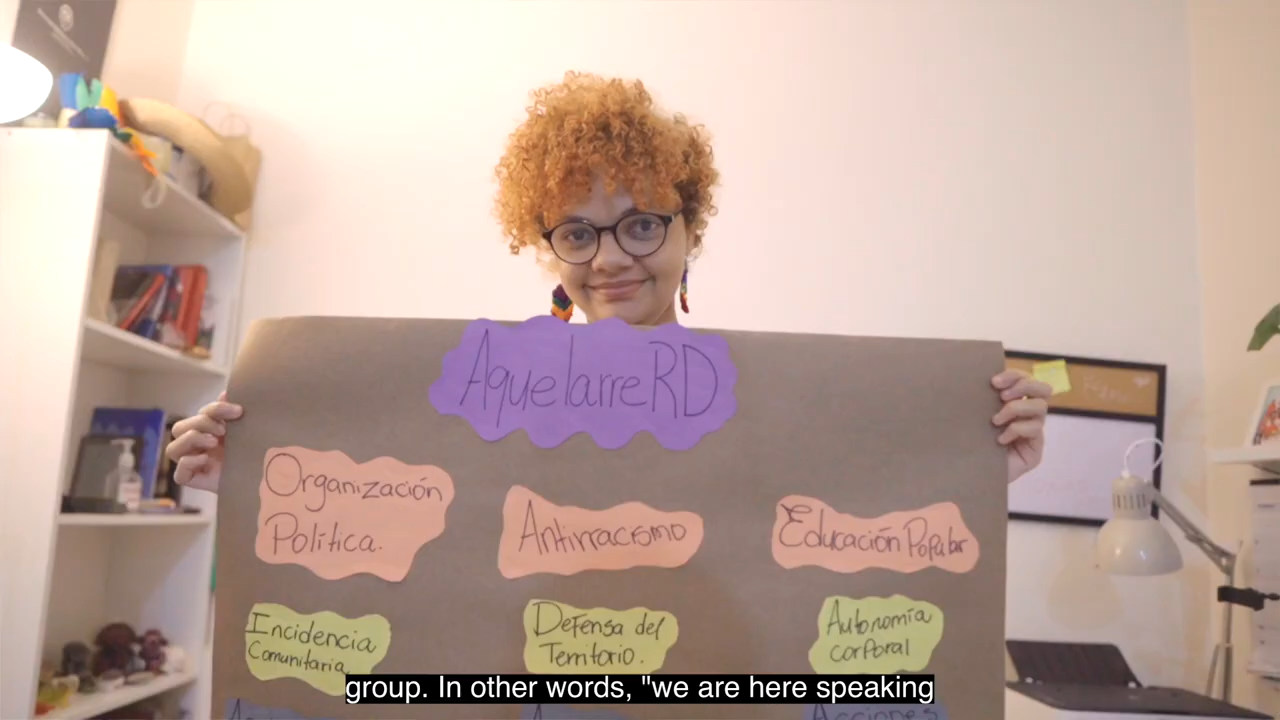 AquelarreRD
Organización
Política.
Antirracismo
Educación Popular
Incidencia
Comunitaria
Defensa del
Territorio.
Autonomía
corporal
Acciones
group. In other words, "we are here speaking